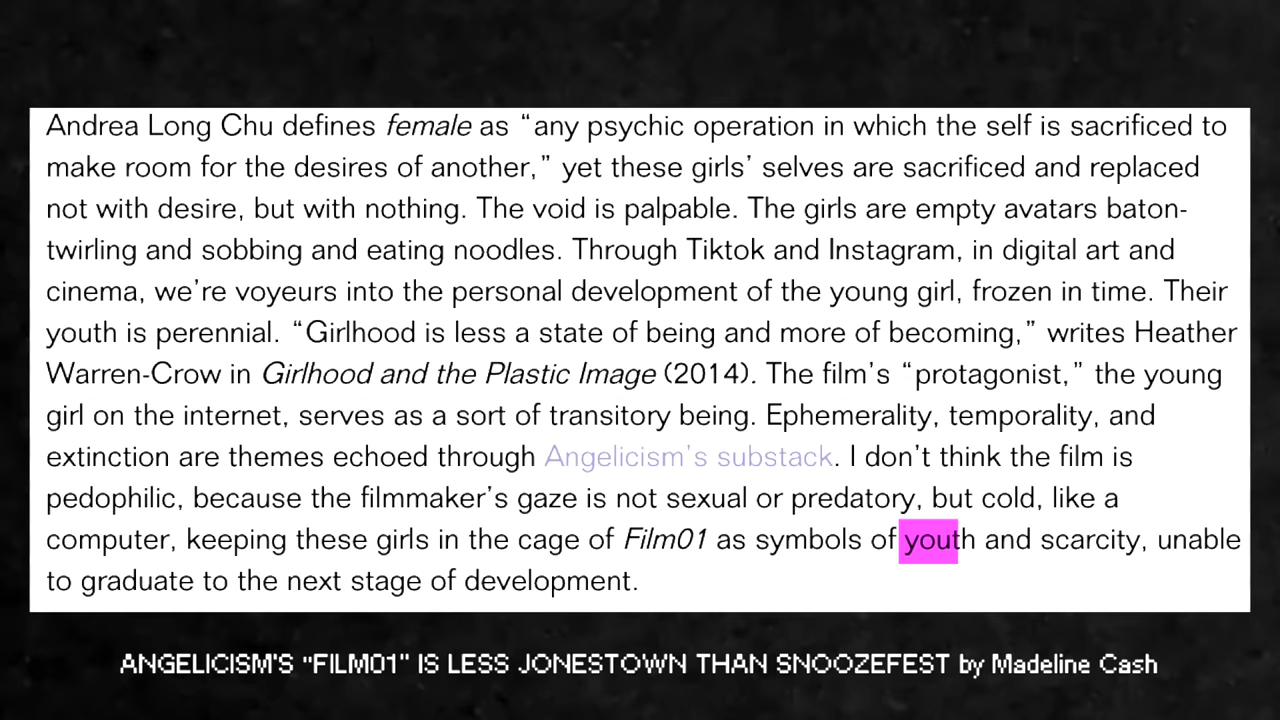 Andrea Long Chu defines female as “any psychic operation in which the self is sacrificed to
make room for the desires of another,” yet these girls’ selves are sacrificed and replaced
not with desire, but with nothing. The void is palpable. The girls are empty avatars baton-
twirling and sobbing and eating noodles. Through Tiktok and Instagram, in digital art and
cinema, we’re voyeurs into the personal development of the young girl, frozen in time. Their
youth is perennial. “Girlhood is less a state of being and more of becoming,” writes Heather
Warren-Crow in Girlhood and the Plastic Image (2014). The film’s “protagonist,” the young
girl on the internet, serves as a sort of transitory being. Ephemerality, temporality, and
extinction are themes echoed through Angelicism’s substack. I don’t think the film is
pedophilic, because the filmmaker’s gaze is not sexual or predatory, but cold, like a
computer, keeping these girls in the cage of Film01 as symbols of youth and scarcity, unable
to graduate to the next stage of development.
ANGELICISM'S "FILM01" IS LESS JONESTOWN THAN SNOOZEFEST by Madeline Cash